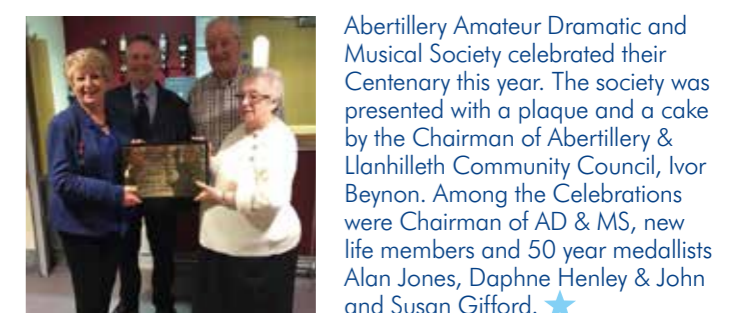 Abertillery Amateur Dramatic and
Musical Society celebrated their
Centenary this year. The society was
presented with a plaque and a cake
by the Chairman of Abertillery &
Llanhilleth Community Council, Ivor
Beynon. Among the Celebrations
were Chairman of AD & MS, new
life members and 50 year medallists
Alan Jones, Daphne Henley & John
and Susan Gifford.